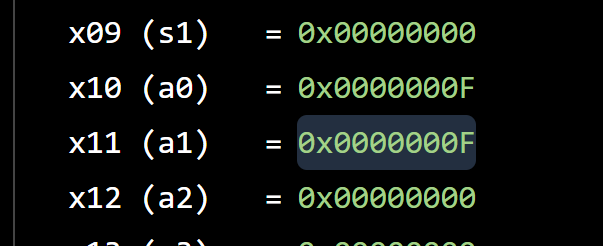 x09 (s1) = 0x00000000
x10 (a0) = 0x0000000F
x11 (a1) = 0x0000000F
x12 (a2) = 0x00000000